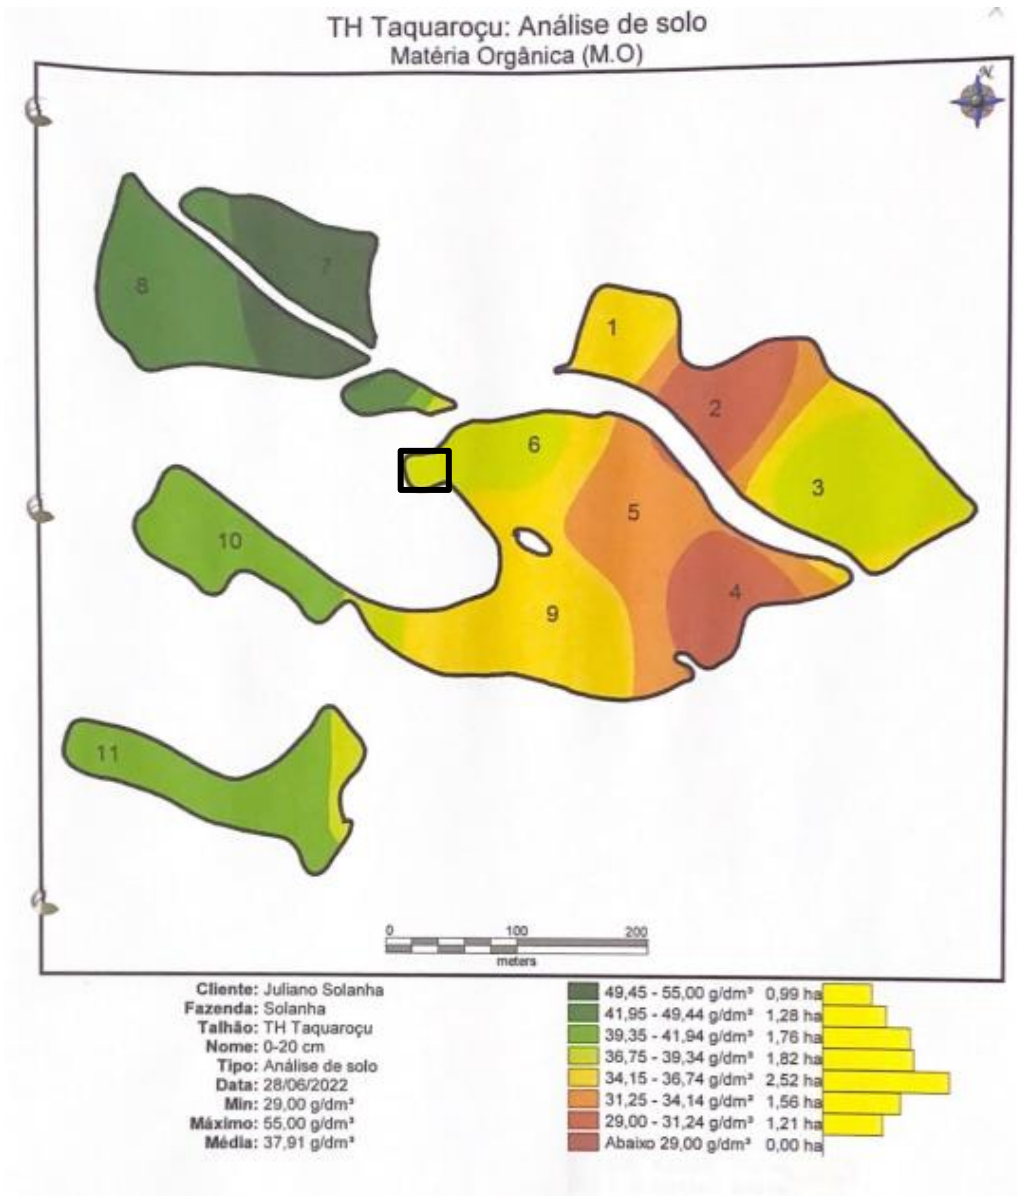 TH Taquaroçu: Análise de solo
Matéria Orgânica (M.O)
N
7
8
1
2
6
3
5
10
4
9
11
0 100 200
meters
Cliente: Juliano Solanha
Fazenda: Solanha
Talhão: TH Taquaroçu
Nome: 0-20 cm
Tipo: Análise de solo
Data: 28/06/2022
Min: 29,00 g/dm³
Máximo: 55,00 g/dm³
Média: 37,91 g/dm³
49,45 - 55,00 g/dm³ 0,99 ha
41,95 - 49,44 g/dm³ 1,28 ha
39,35 - 41,94 g/dm³ 1,76 ha
36,75 - 39,34 g/dm³ 1,82 ha
34,15 - 36,74 g/dm³ 2,52 ha
31,25 - 34,14 g/dm³ 1,56 ha
29,00 - 31,24 g/dm³ 1,21 ha
Abaixo 29,00 g/dm³ 0,00 ha